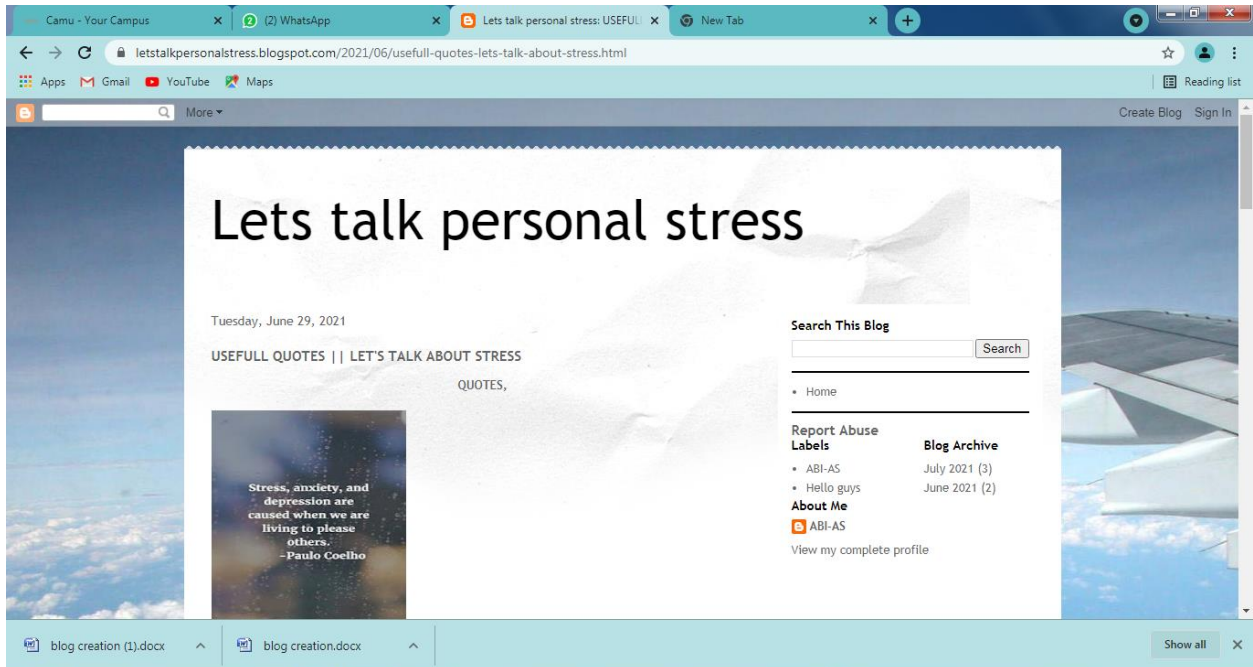 Camu - Your Campus
(2) WhatsApp
Lets talk personal stress: USEFUL
New Tab
letstalkpersonalstress.blogspot.com/2021/06/usefull-quotes-lets-talk-about-stress.html
Apps Gmail YouTube Maps
Reading list
More
Create Blog Sign In
Lets talk personal stress
Tuesday, June 29, 2021
USEFULL QUOTES || LET'S TALK ABOUT STRESS
QUOTES,
Stress, anxiety, and
depression are
caused when we are
living to please
others.
-Paulo Coelho
Search This Blog
Search
• Home
Report Abuse
Labels
• ABI-AS
• Hello guys
Blog Archive
July 2021 (3)
June 2021 (2)
About Me
ABI-AS
View my complete profile
blog creation (1).docx
blog creation.docx
Show all